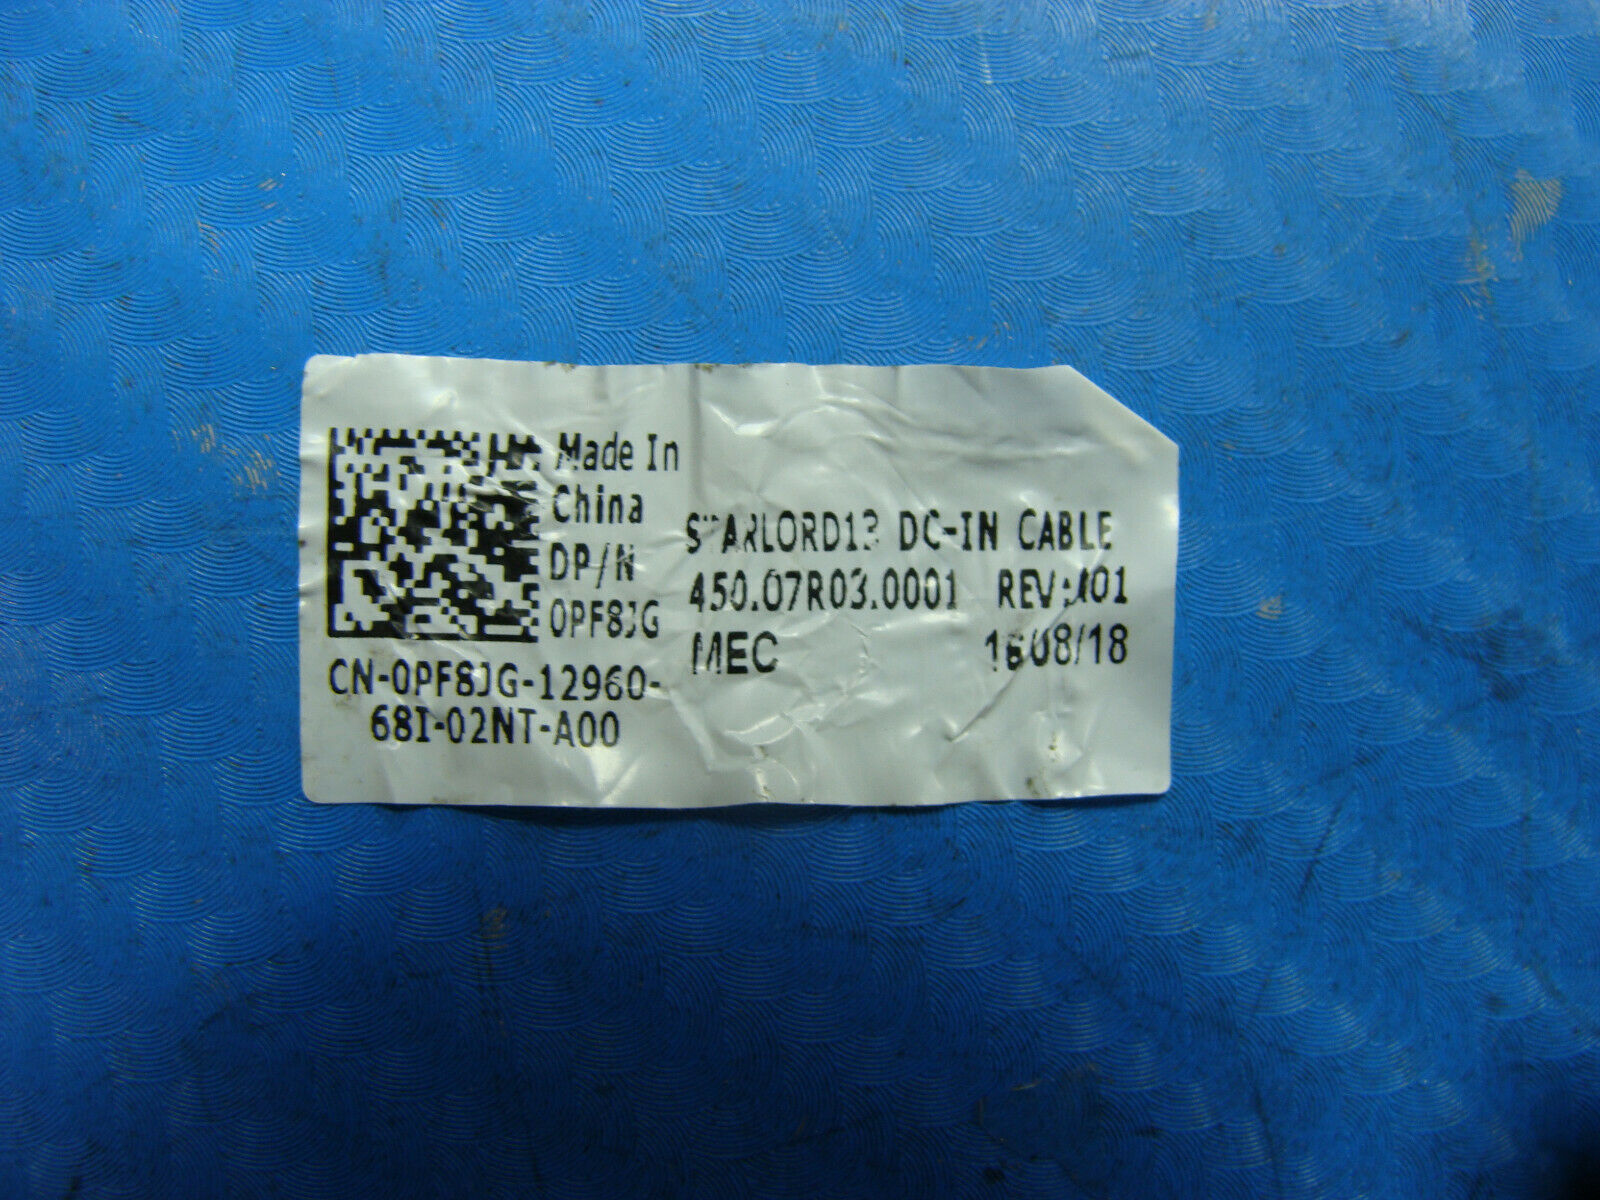 Made In
China
DP/N
0PF8JG
CN-0PF8JG-12960-
68I-02NT-A00
STARLORD13 DC-IN CABLE
450.07R03.0001 REV:A01
MEC 16/08/18